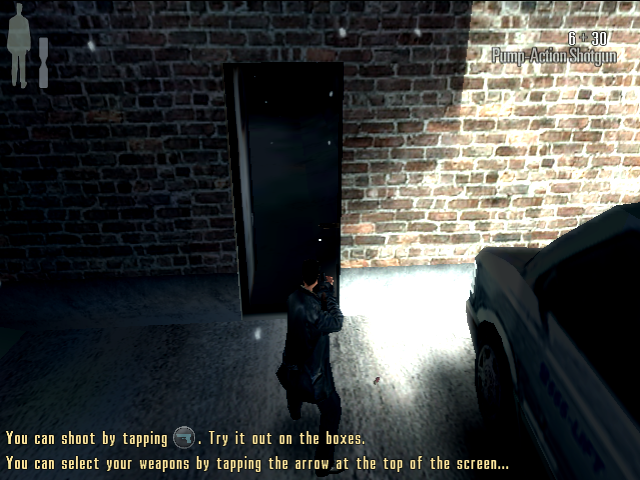 6 + 30
Pump-Action Shotgun
You can shoot by tapping . Try it out on the boxes.
You can select your weapons by tapping the arrow at the top of the screen...